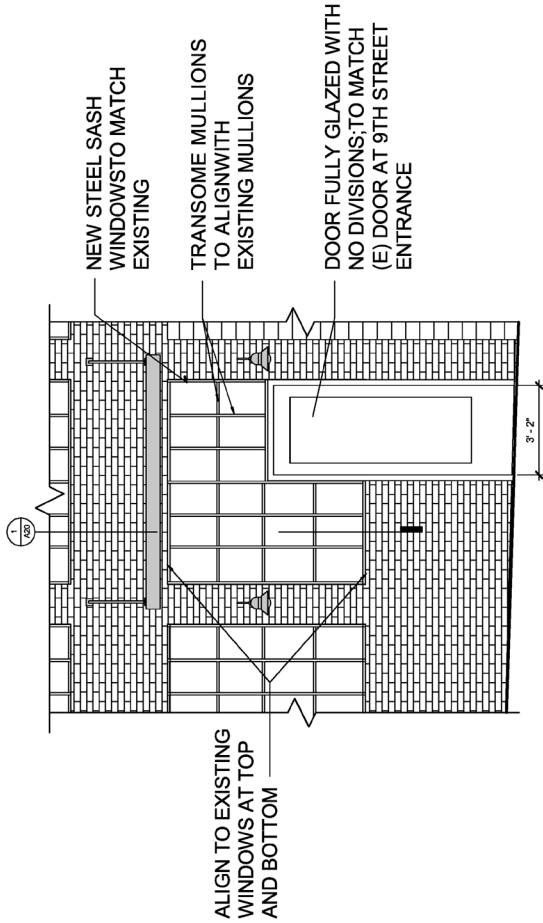 NEW STEEL SASH
WINDOWSTO MATCH
EXISTING
TRANSOME MULLIONS
TO ALIGNWITH
EXISTING MULLIONS
DOOR FULLY GLAZED WITH
NO DIVISIONS;TO MATCH
(E) DOOR AT 9TH STREET
ENTRANCE
1
A20
3' - 2"
ALIGN TO EXISTING
WINDOWS AT TOP
AND BOTTOM